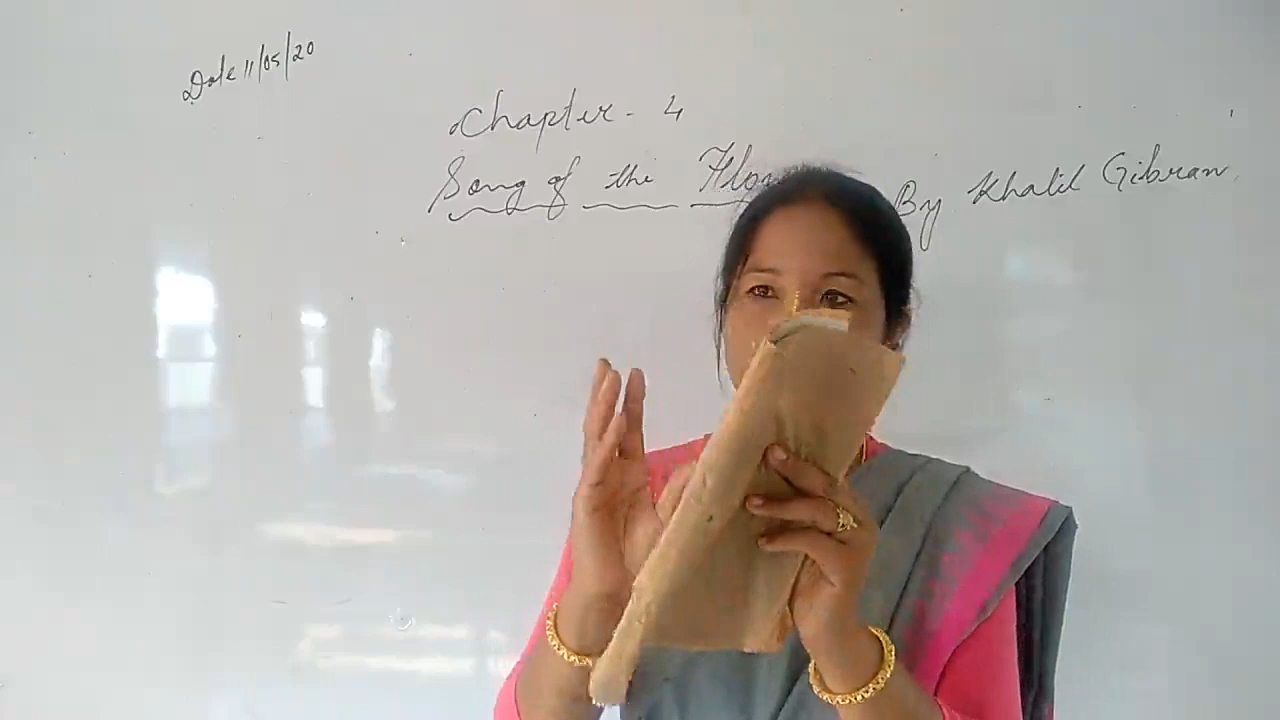 Date 11/05/20
Chapter - 4
Song of the By Khalil Gibran